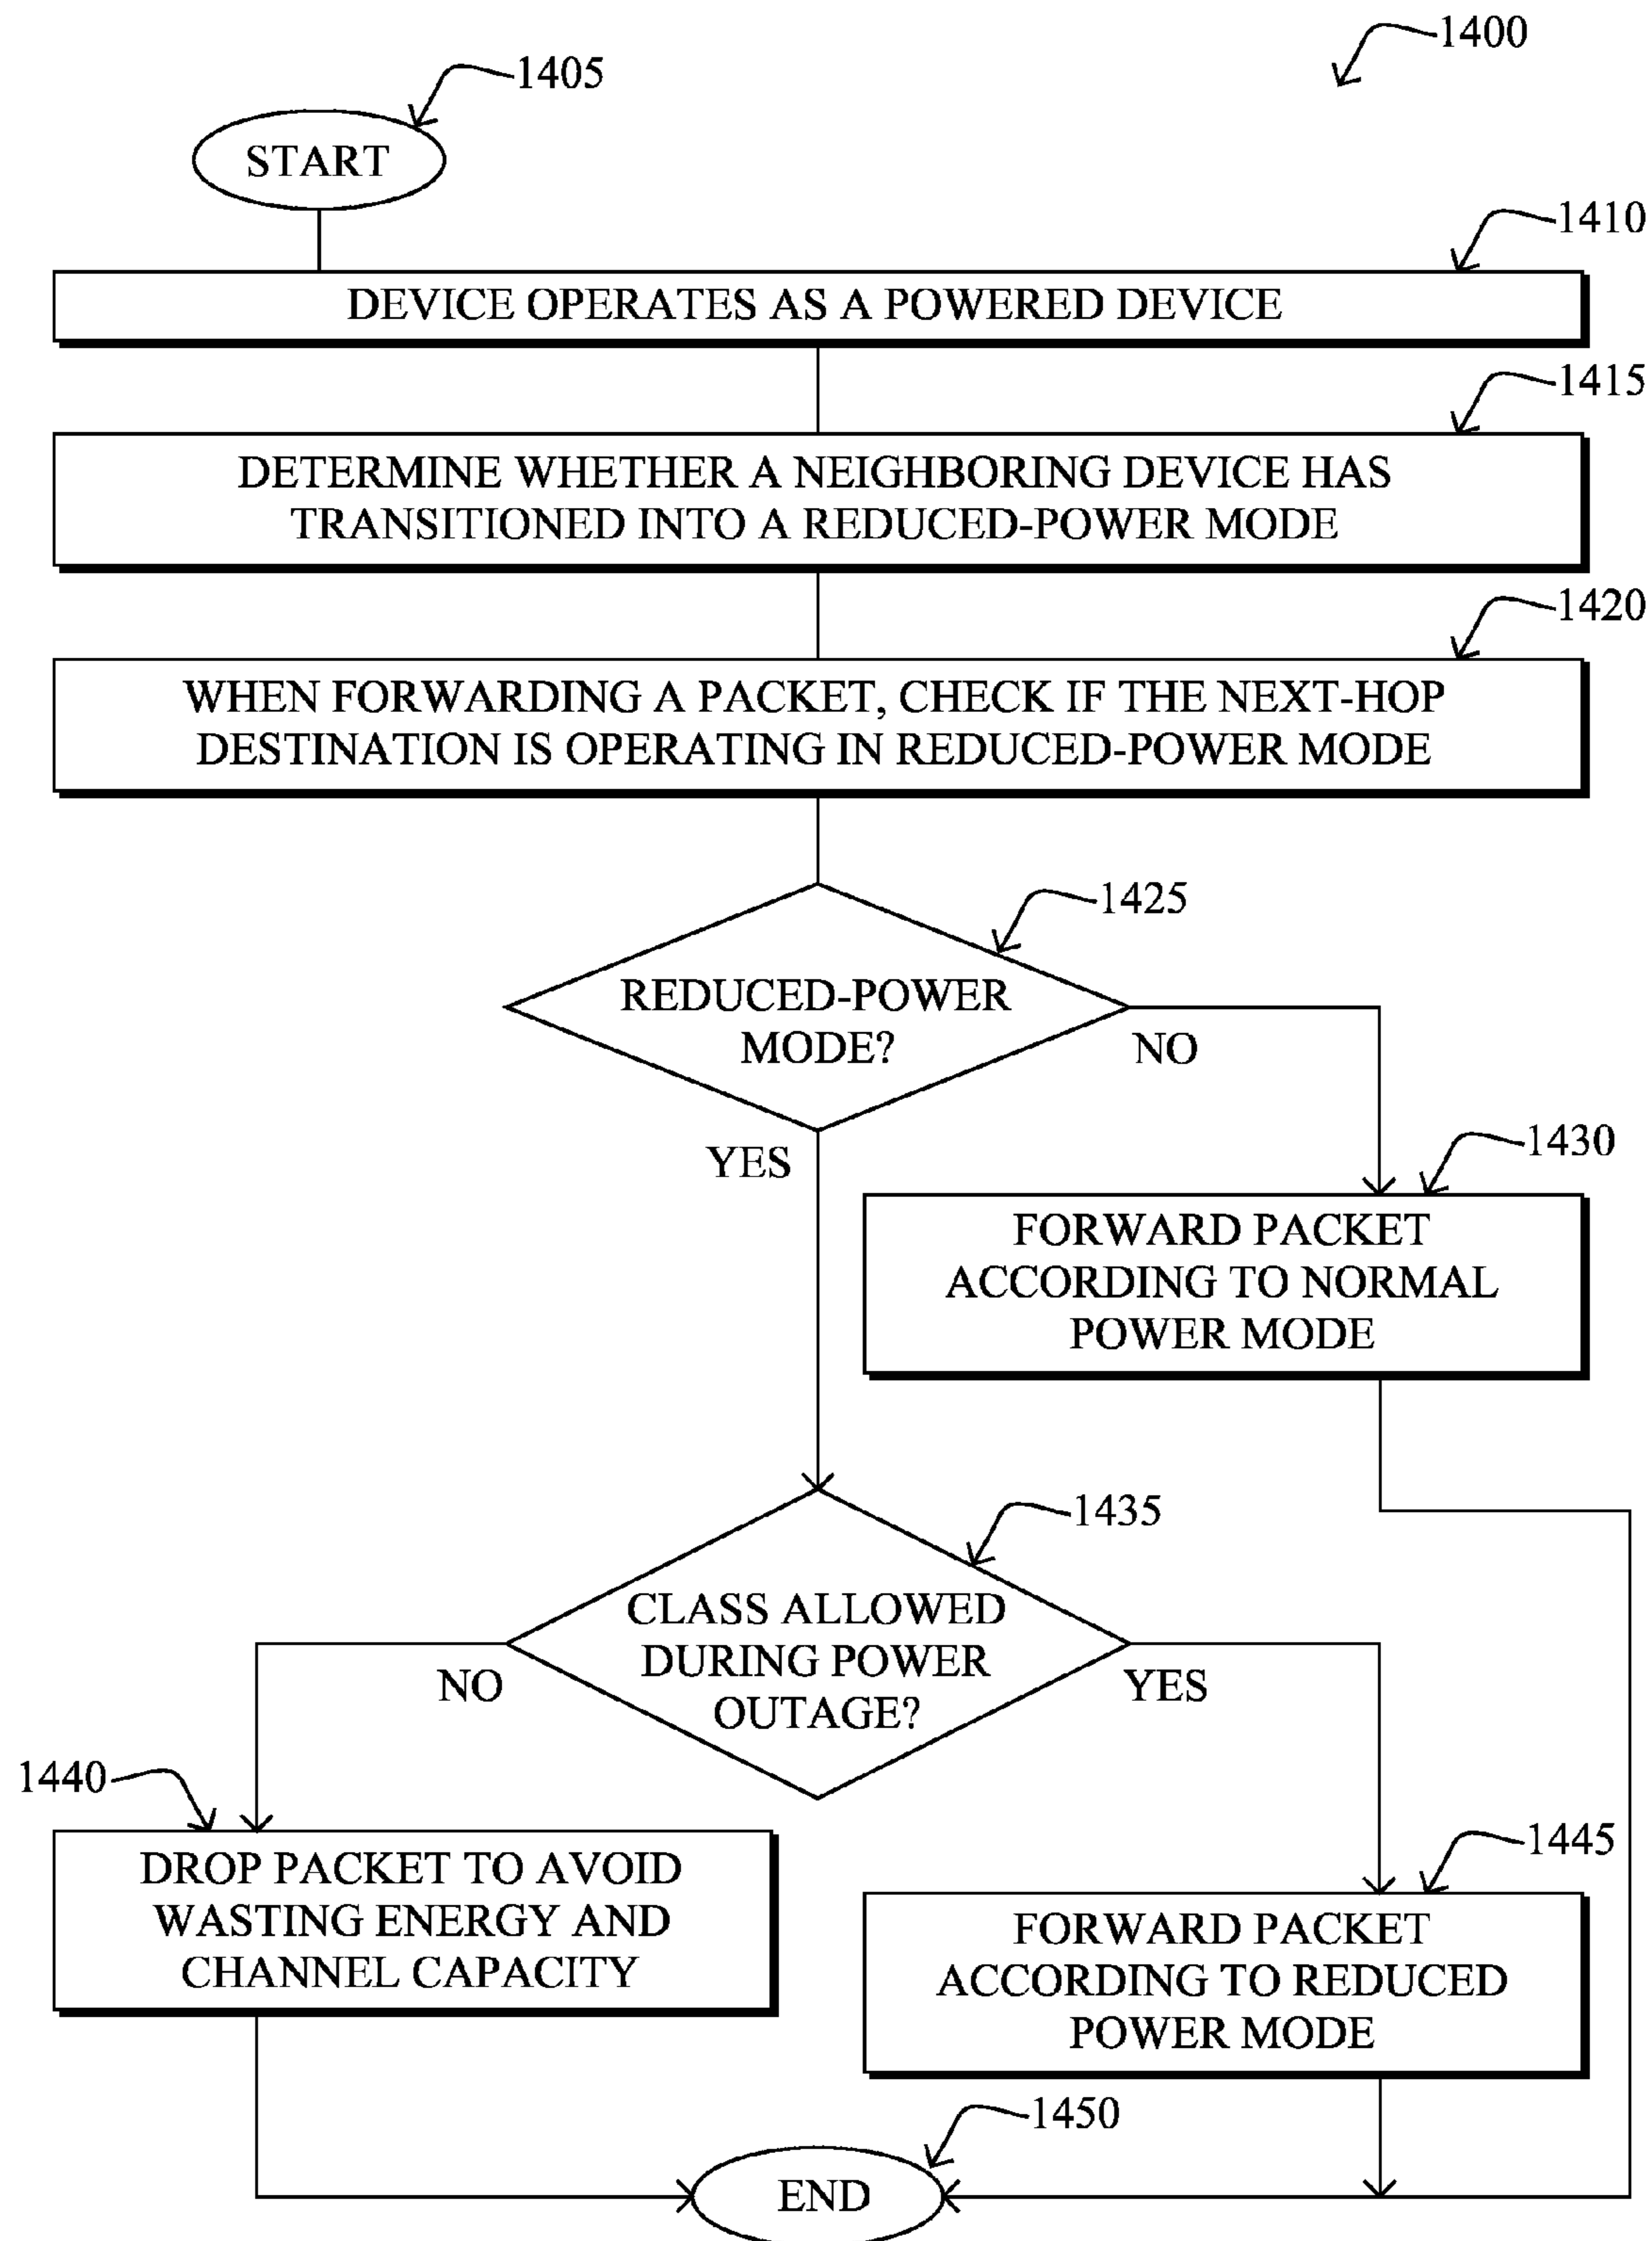 1400
1405
START
1410
DEVICE OPERATES AS A POWERED DEVICE
1415
DETERMINE WHETHER A NEIGHBORING DEVICE HAS
TRANSITIONED INTO A REDUCED-POWER MODE
1420
WHEN FORWARDING A PACKET, CHECK IF THE NEXT-HOP
DESTINATION IS OPERATING IN REDUCED-POWER MODE
1425
REDUCED-POWER
MODE?
NO
YES
1430
FORWARD PACKET
ACCORDING TO NORMAL
POWER MODE
1435
CLASS ALLOWED
DURING POWER
OUTAGE?
NO
YES
1440
DROP PACKET TO AVOID
WASTING ENERGY AND
CHANNEL CAPACITY
1445
FORWARD PACKET
ACCORDING TO REDUCED
POWER MODE
1450
END